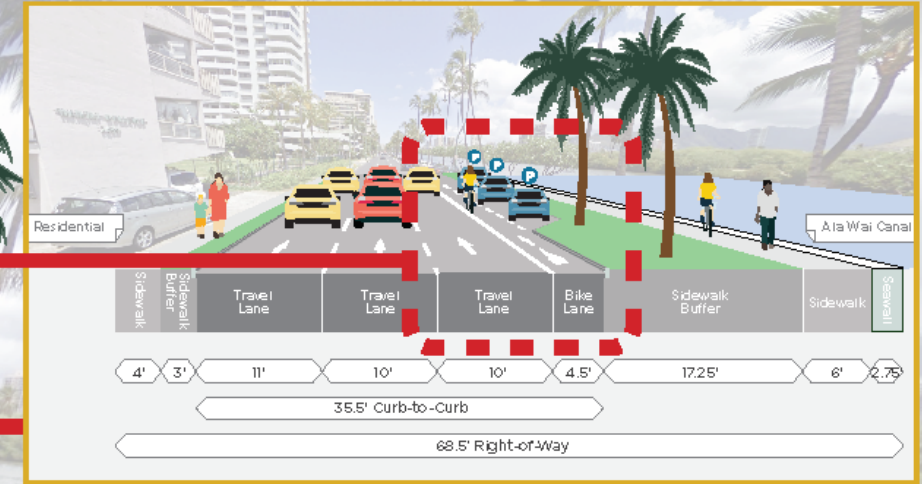 P
P
P
Residential
Ala Wai Canal
Sidewalk
Sidewalk
Buffer
Travel
Lane
Travel
Lane
Travel
Lane
Bike
Lane
Sidewalk
Buffer
Sidewalk
Seawall
4'
3'
11'
10'
10'
4.5'
17.25'
6'
2.75'
35.5' Curb-to-Curb
68.5' Right-of-Way